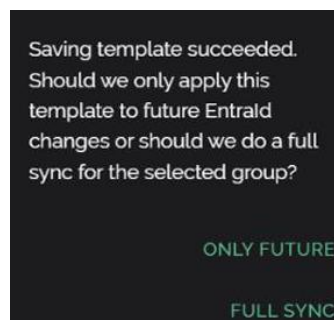 Saving template succeeded.
Should we only apply this
template to future EntraId
changes or should we do a full
sync for the selected group?
ONLY FUTURE
FULL SYNC